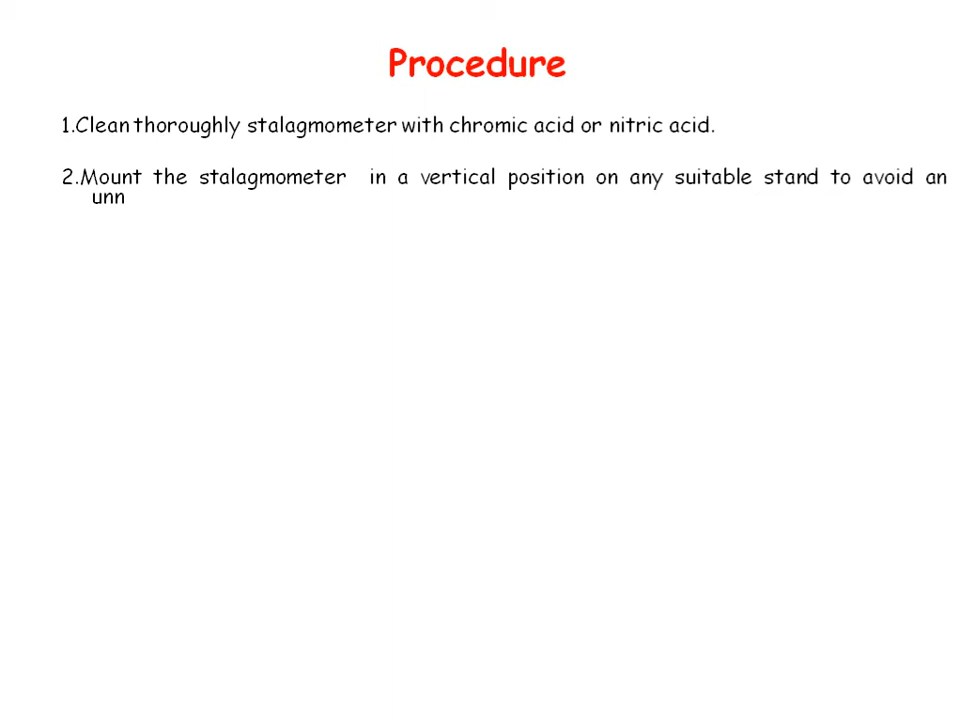 Procedure
1.Clean thoroughly stalagmometer with chromic acid or nitric acid.
2.Mount the stalagmometer in a vertical position on any suitable stand to avoid an
unn